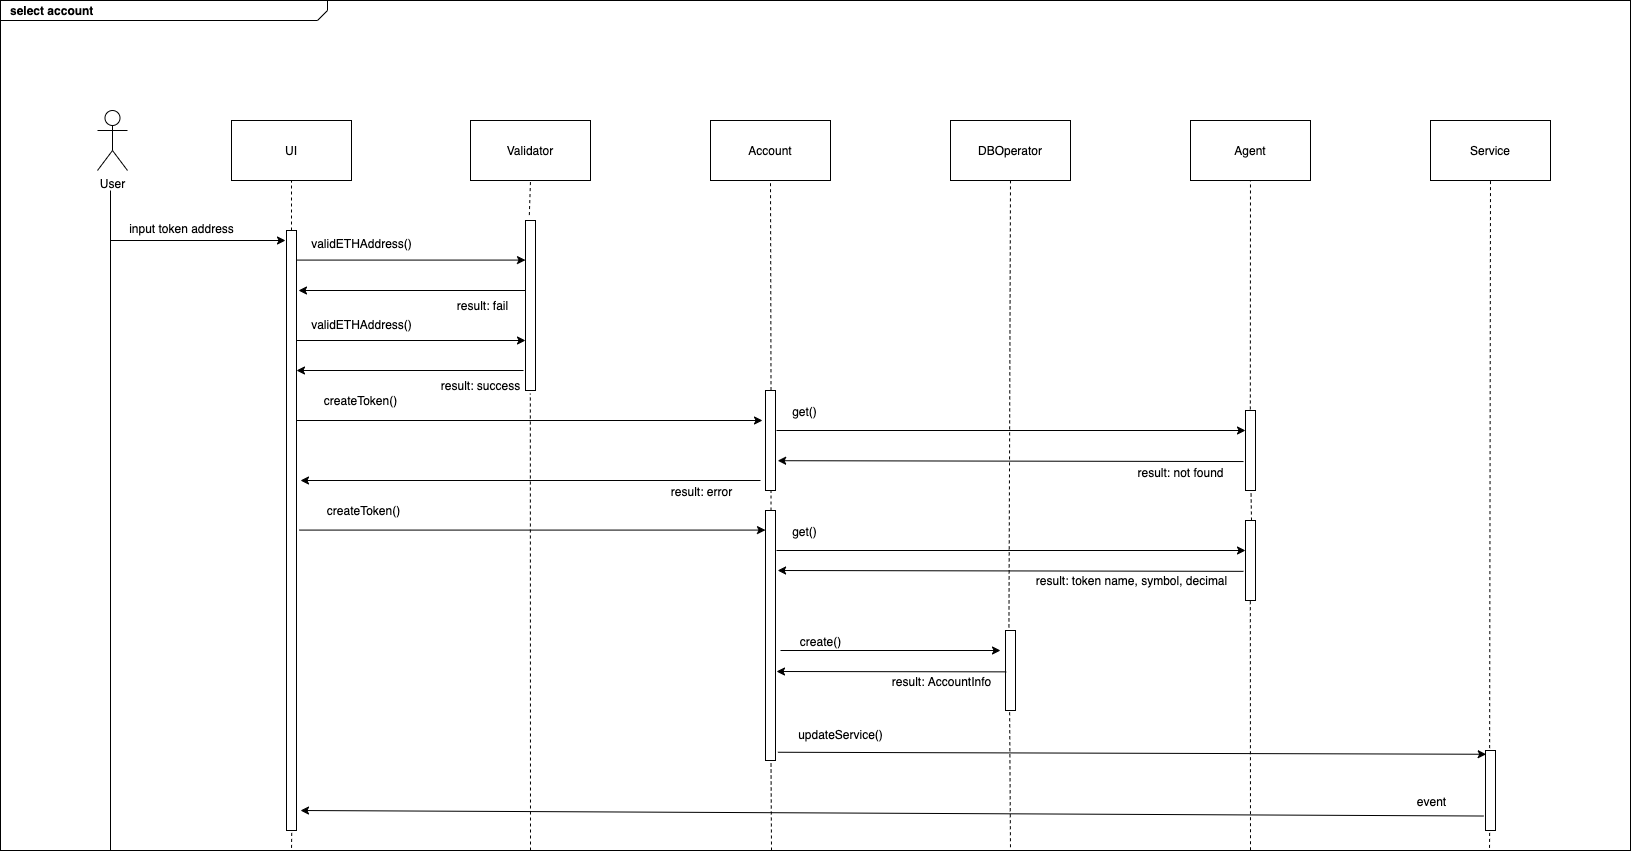 select account
User
UI
Validator
Account
DBOperator
Agent
Service
input token address
validETHAddress()
result: fail
validETHAddress()
result: success
createToken()
get()
result: not found
result: error
createToken()
get()
result: token name, symbol, decimal
create()
result: AccountInfo
updateService()
event